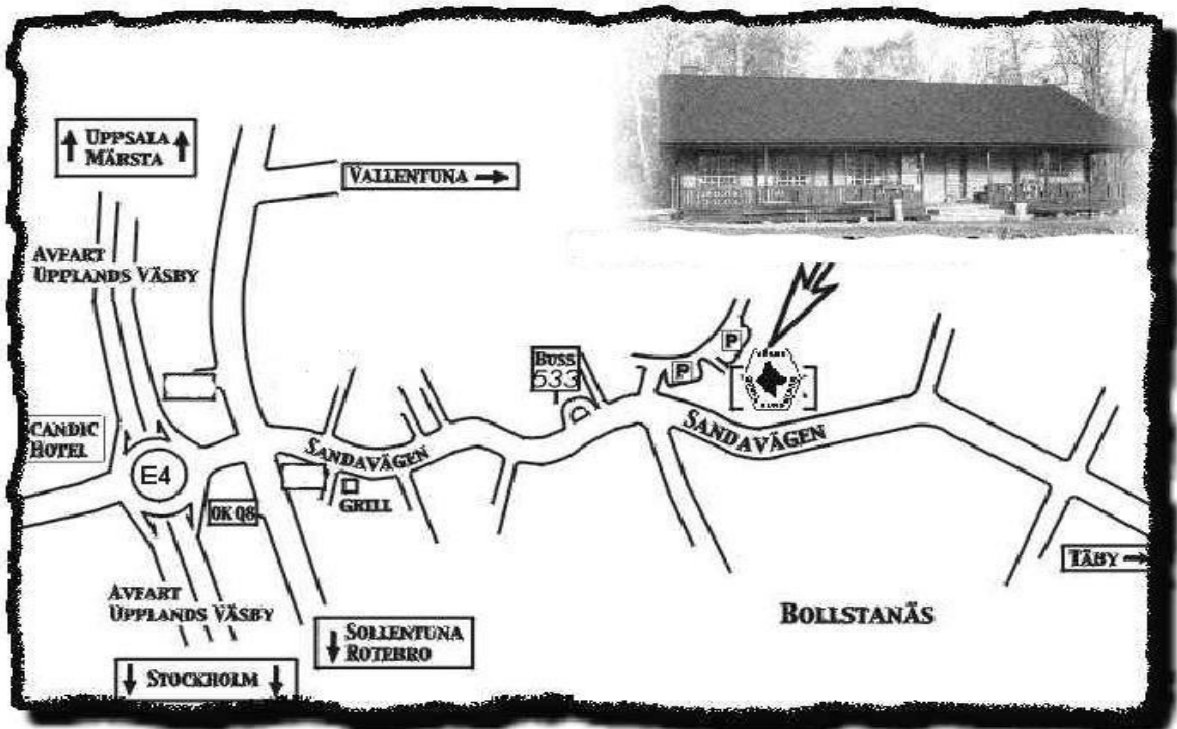 UPPSALA
MÄRSTA
VALLENTUNA
AVFART
UPPLANDS VÄSBY
BUSS
533
P
P
CANDIC
HOTEL
E4
SANDAVÄGEN
SANDAVÄGEN
OK Q8
GRILL
TÄBY
AVFART
UPPLANDS VÄSBY
BOLLSTANÄS
SOLLENTUNA
ROTEBRO
STOCKHOLM